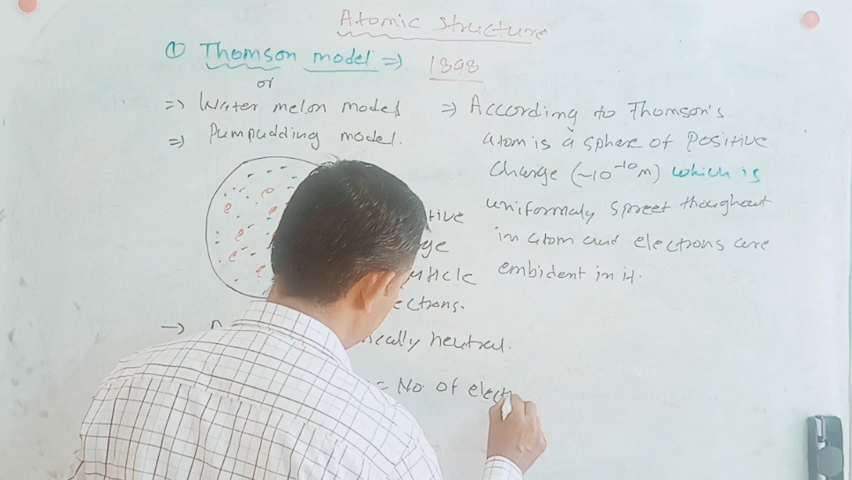 Atomic structure
① Thomson model => 1898
or
=> Water melon model
=> Pumpudding model.
=> According to Thomson's
atom is a sphere of Positive
Charge (~10⁻¹⁰m) which is
uniformaly spreet thoughout
in atom and electrons are
embident in it.
e⁻ e⁻ e⁻ e⁻ e⁻
tive
ge
rticle
ections.
→ ically neutral.
= No of elect